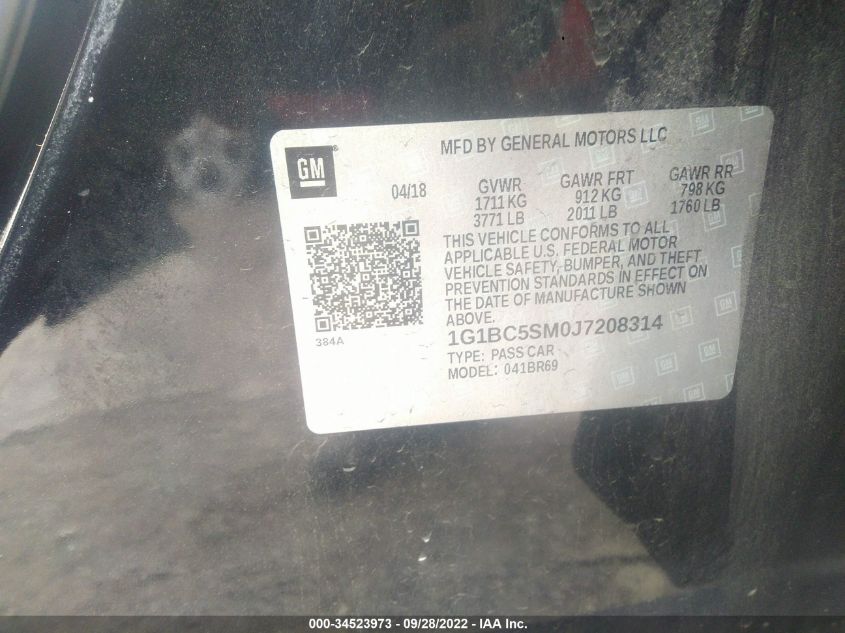 MFD BY GENERAL MOTORS LLC
GM
04/18
GVWR GAWR FRT GAWR RR
1711 KG 912 KG 798 KG
3771 LB 2011 LB 1760 LB
THIS VEHICLE CONFORMS TO ALL
APPLICABLE U.S. FEDERAL MOTOR
VEHICLE SAFETY, BUMPER, AND THEFT
PREVENTION STANDARDS IN EFFECT ON
THE DATE OF MANUFACTURE SHOWN
ABOVE.
384A
1G1BC5SM0J7208314
TYPE: PASS CAR
MODEL: 041BR69
000-34523973 - 09/28/2022 - IAA Inc.